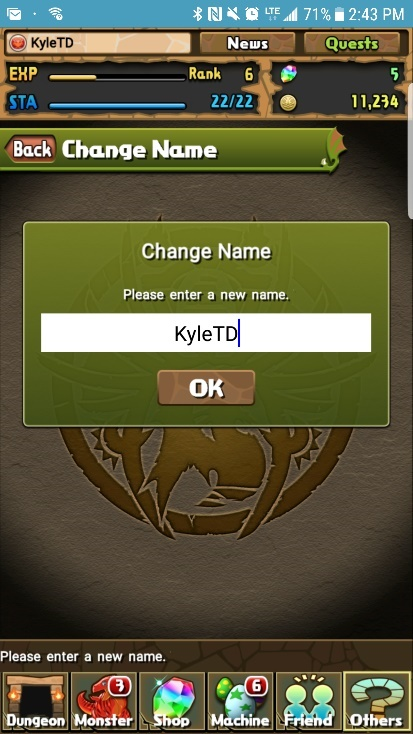 LTE 71% 2:43 PM
KyleTD News Quests
EXP Rank 6 5
STA 22/22 11,234
Back Change Name
Change Name
Please enter a new name.
KyleTD
OK
Please enter a new name.
3 6
Dungeon Monster Shop Machine Friend Others